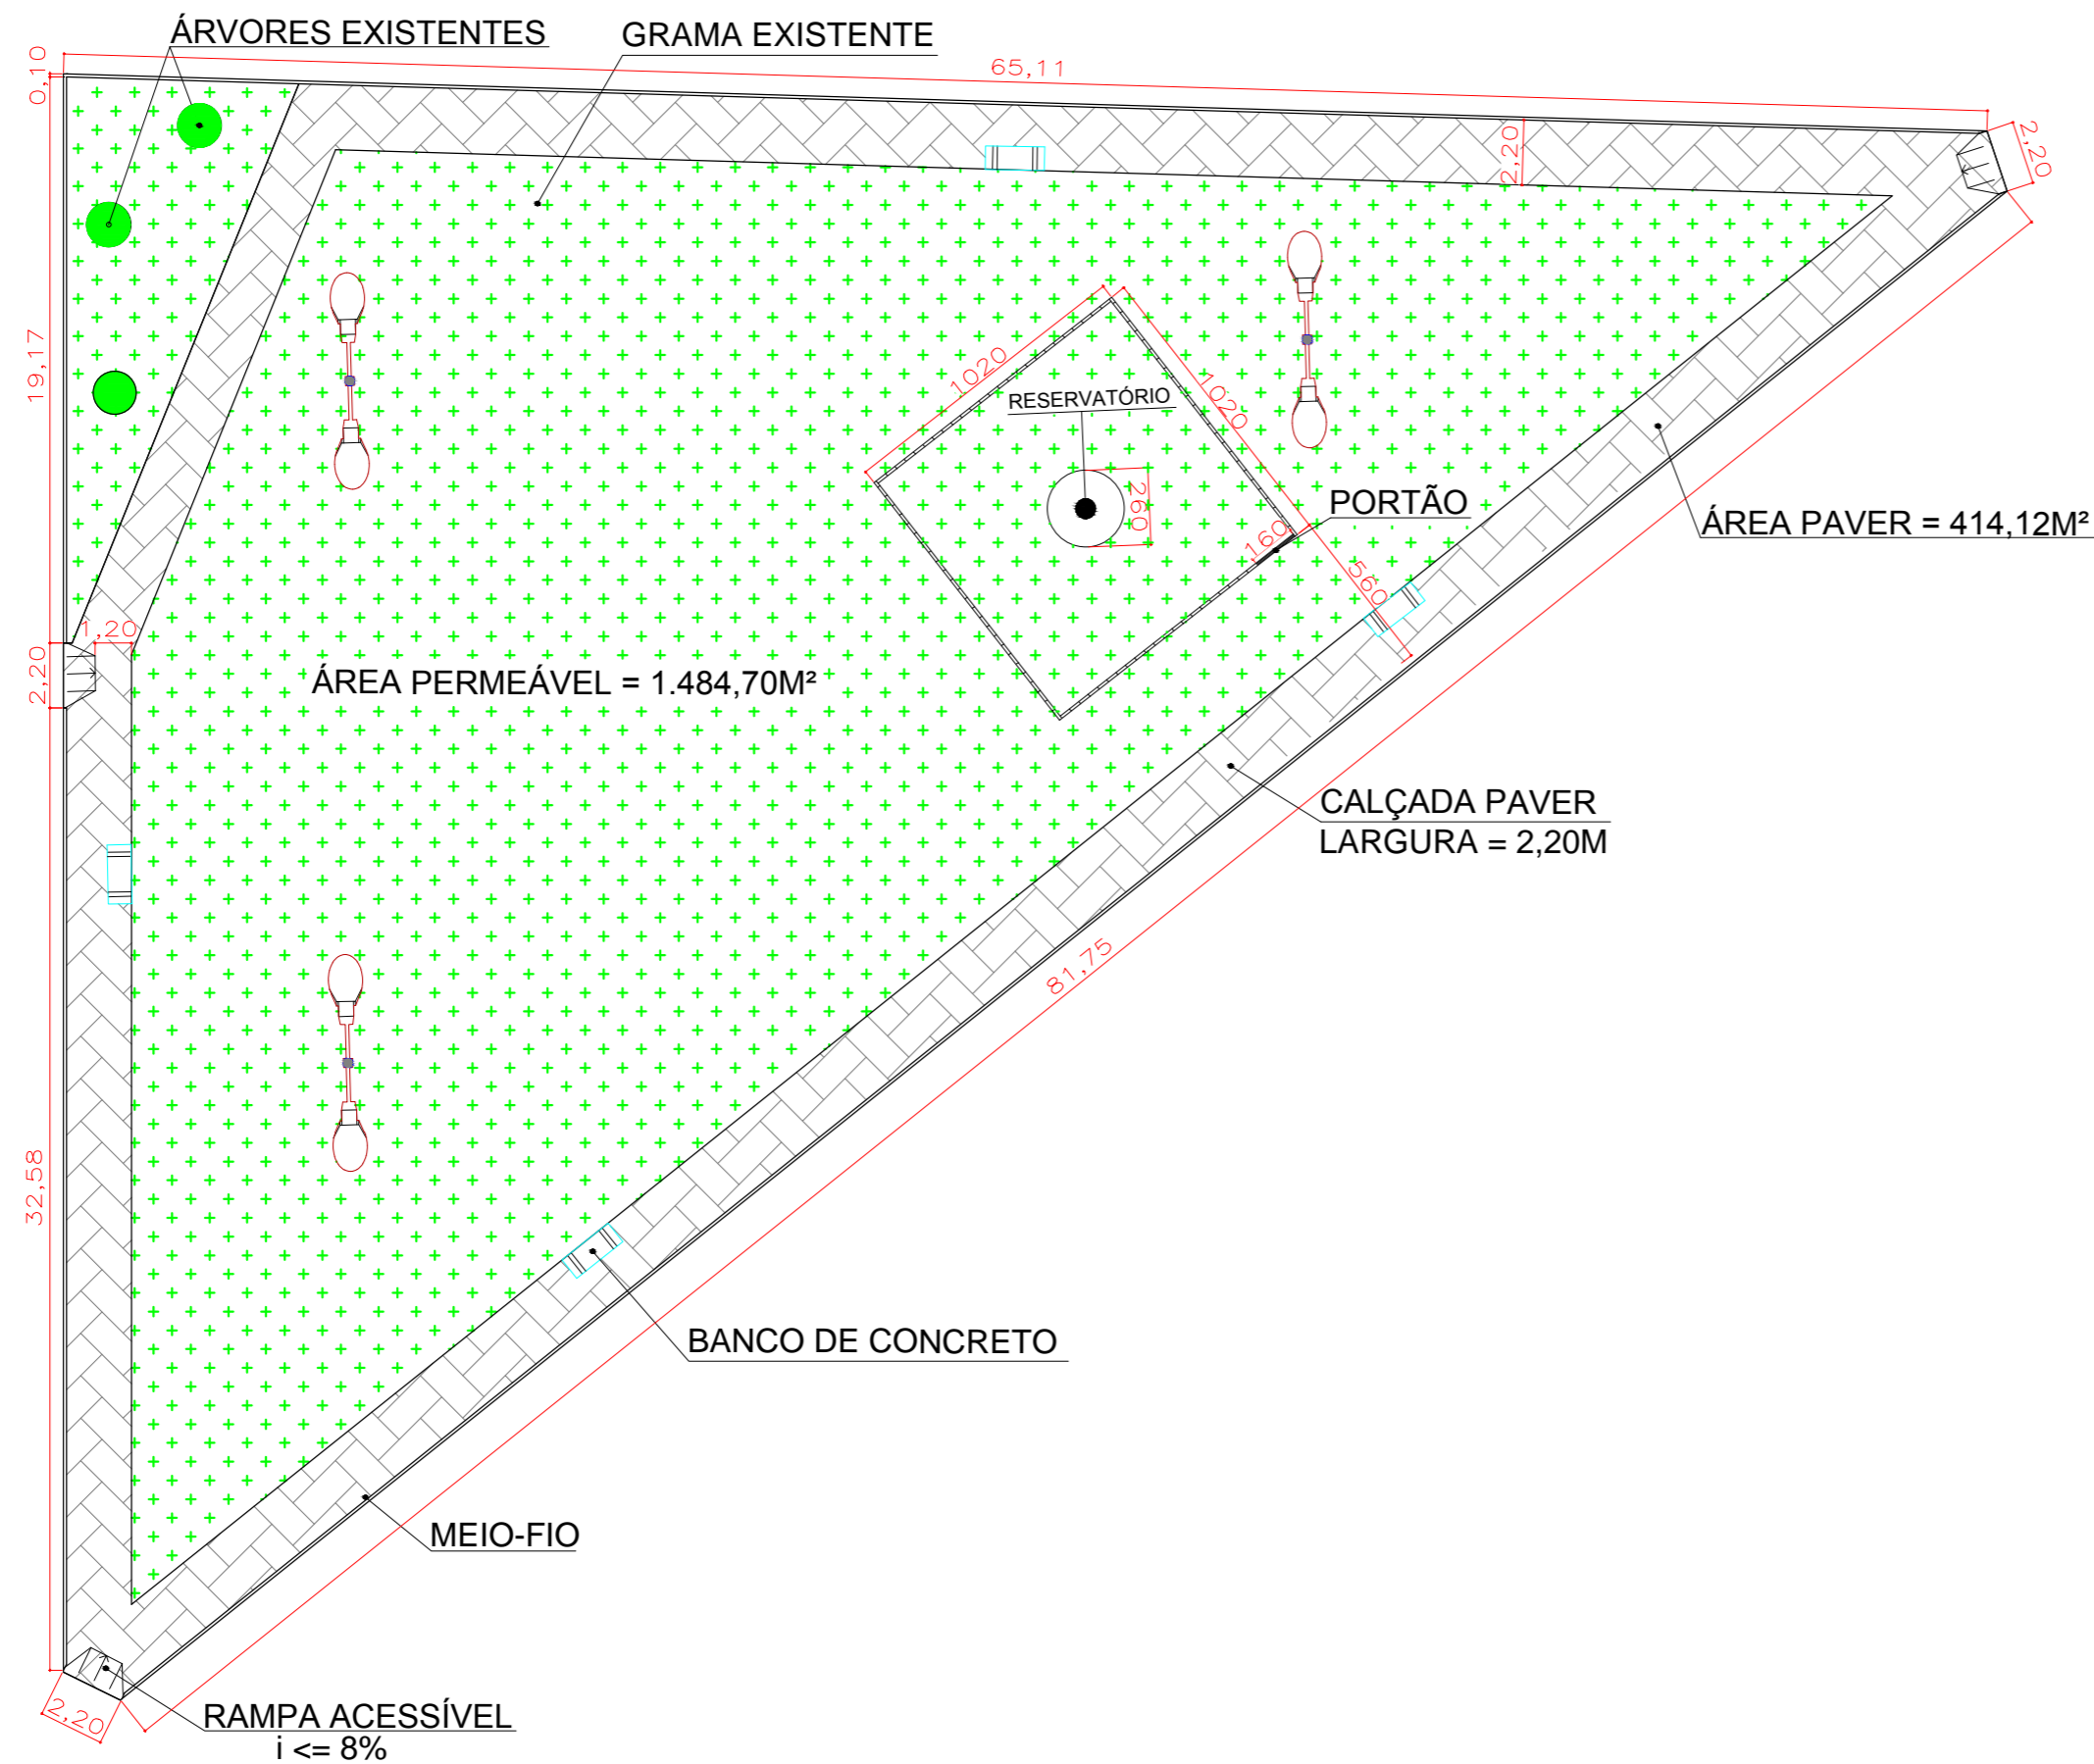 ÁRVORES EXISTENTES
GRAMA EXISTENTE
0,10
65,11
2,20
2,20
19,17
1020
1020
RESERVATÓRIO
260
PORTÃO
160
ÁREA PAVER = 414,12M²
560
1,20
2,20
ÁREA PERMEÁVEL = 1.484,70M²
CALÇADA PAVER
LARGURA = 2,20M
81,75
32,58
BANCO DE CONCRETO
MEIO-FIO
2,20
RAMPA ACESSÍVEL
i <= 8%